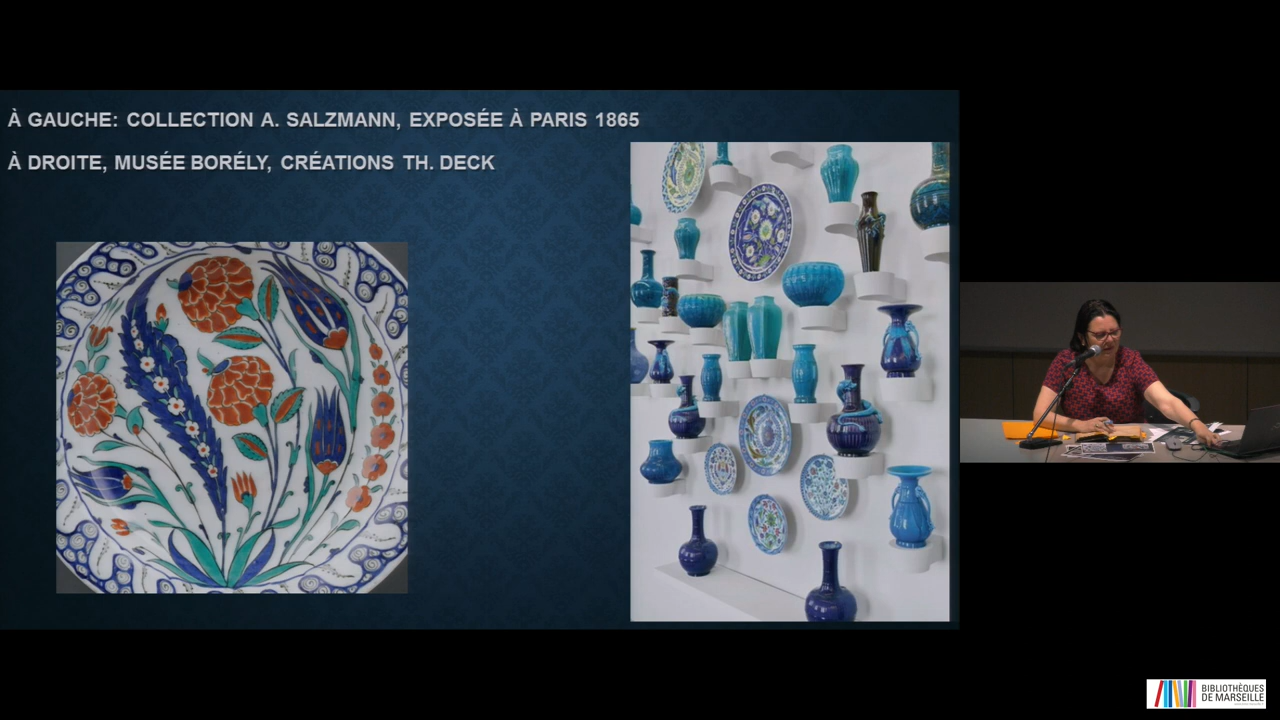 À GAUCHE: COLLECTION A. SALZMANN, EXPOSÉE À PARIS 1865
À DROITE, MUSÉE BORÉLY, CRÉATIONS TH. DECK
BIBLIOTHÈQUES
DE MARSEILLE